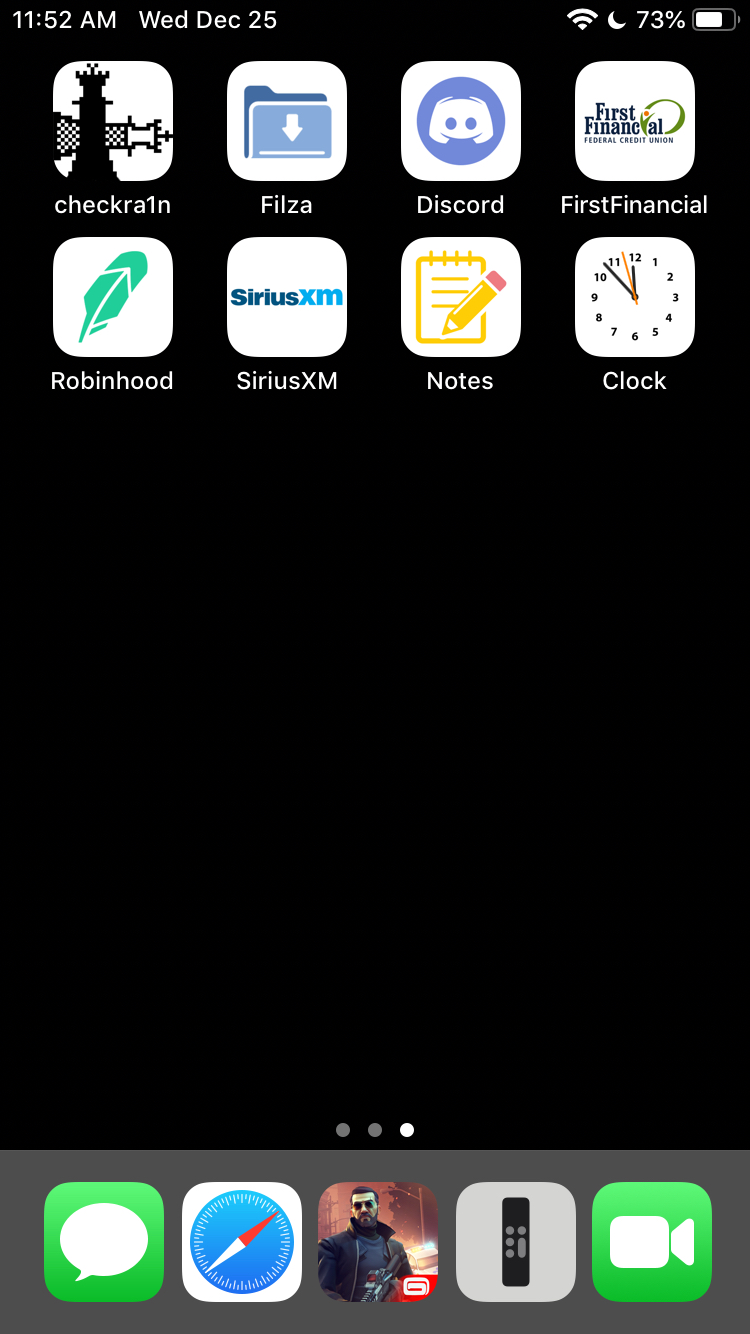 11:52 AM Wed Dec 25 73%
First
Financial
FEDERAL CREDIT UNION
checkra1n Filza Discord FirstFinancial
SiriusXM
11 12 1
10 2
9 3
8 4
7 6 5
Robinhood SiriusXM Notes Clock